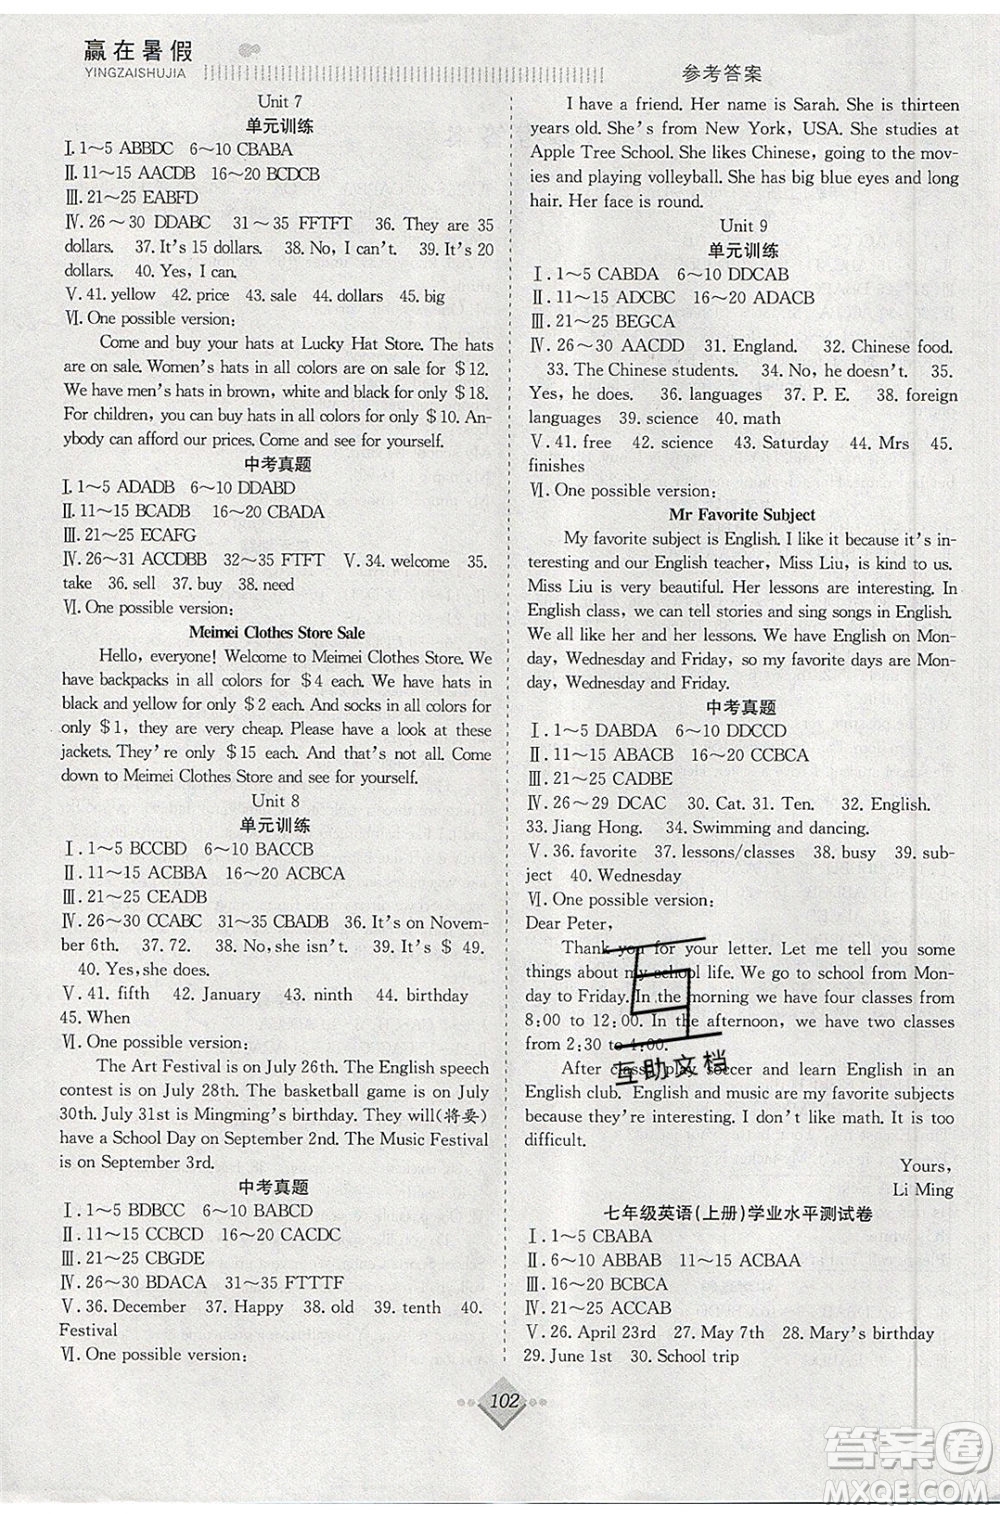 赢在暑假
YINGZAISHUJIA
参考答案
Unit 7
单元训练
Ⅰ. 1～5 ABBDC 6～10 CBABA
Ⅱ. 11～15 AACDB 16～20 BCDCB
Ⅲ. 21～25 EABFD
Ⅳ. 26～30 DDABC 31～35 FFTFT 36. They are 35
dollars. 37. It's 15 dollars. 38. No, I can't. 39. It's 20
dollars. 40. Yes, I can.
Ⅴ. 41. yellow 42. price 43. sale 44. dollars 45. big
Ⅵ. One possible version:
Come and buy your hats at Lucky Hat Store. The hats
are on sale. Women's hats in all colors are on sale for $12.
We have men's hats in brown, white and black for only $18.
For children, you can buy hats in all colors for only $10. An-
ybody can afford our prices. Come and see for yourself.
中考真题
Ⅰ. 1～5 ADADB 6～10 DDABD
Ⅱ. 11～15 BCADB 16～20 CBADA
Ⅲ. 21～25 ECAFG
Ⅳ. 26～31 ACCDBB 32～35 FTFT Ⅴ. 34. welcome 35.
take 36. sell 37. buy 38. need
Ⅵ. One possible version:
Meimei Clothes Store Sale
Hello, everyone! Welcome to Meimei Clothes Store. We
have backpacks in all colors for $4 each. We have hats in
black and yellow for only $2 each. And socks in all colors for
only $1, they are very cheap. Please have a look at these
jackets. They're only $15 each. And that's not all. Come
down to Meimei Clothes Store and see for yourself.
Unit 8
单元训练
Ⅰ. 1～5 BCCBD 6～10 BACCB
Ⅱ. 11～15 ACBBA 16～20 ABCCA
Ⅲ. 21～25 CEADB
Ⅳ. 26～30 CCABC 31～35 CBADB 36. It's on Novem-
ber 6th. 37. 72. 38. No, she isn't. 39. It's $49.
40. Yes, she does.
Ⅴ. 41. fifth 42. January 43. ninth 44. birthday
45. When
Ⅵ. One possible version:
The Art Festival is on July 26th. The English speech
contest is on July 28th. The basketball game is on July
30th. July 31st is Mingming's birthday. They will(将要)
have a School Day on September 2nd. The Music Festival
is on September 3rd.
中考真题
Ⅰ. 1～5 BDBCC 6～10 BABCD
Ⅱ. 11～15 CCBCD 16～20 CADAC
Ⅲ. 21～25 CBGDE
Ⅳ. 26～30 BDACA 31～35 FTTTF
Ⅴ. 36. December 37. Happy 38. old 39. tenth 40.
Festival
Ⅵ. One possible version:
I have a friend. Her name is Sarah. She is thirteen
years old. She's from New York, USA. She studies at
Apple Tree School. She likes Chinese, going to the mov-
ies and playing volleyball. She has big blue eyes and long
hair. Her face is round.
Unit 9
单元训练
Ⅰ. 1～5 CABDA 6～10 DDCAB
Ⅱ. 11～15 ADCBC 16～20 ADACB
Ⅲ. 21～25 BEGCA
Ⅳ. 26～30 AACDD 31. England. 32. Chinese food.
33. The Chinese students. 34. No, he doesn't. 35.
Yes, he does. 36. languages 37. P. E. 38. foreign
languages 39. science 40. math
Ⅴ. 41. free 42. science 43. Saturday 44. Mrs 45.
finishes
Ⅵ. One possible version:
Mr Favorite Subject
My favorite subject is English. I like it because it's in-
teresting and our English teacher, Miss Liu, is kind to us.
Miss Liu is very beautiful. Her lessons are interesting. In
English class, we can tell stories and sing songs in English.
We all like her and her lessons. We have English on Mon-
day, Wednesday and Friday, so my favorite days are Mon-
day, Wednesday and Friday.
中考真题
Ⅰ. 1～5 DABDA 6～10 DDCCD
Ⅱ. 11～15 ABACB 16～20 CCBCA
Ⅲ. 21～25 CADBE
Ⅳ. 26～29 DCAC 30. Cat. 31. Ten. 32. English.
33. Jiang Hong. 34. Swimming and dancing.
Ⅴ. 36. favorite 37. lessons/classes 38. busy 39. sub-
ject 40. Wednesday
Ⅵ. One possible version:
Dear Peter,
Thank you for your letter. Let me tell you some
things about my school life. We go to school from Mon-
day to Friday. In the morning we have four classes from
8:00 to 12:00. In the afternoon, we have two classes
from 2:30 to 4:00.
After class, play soccer and learn English in an
English club. English and music are my favorite subjects
because they're interesting. I don't like math. It is too
difficult.
Yours,
Li Ming
七年级英语(上册)学业水平测试卷
Ⅰ. 1～5 CBABA
Ⅱ. 6～10 ABBAB 11～15 ACBAA
Ⅲ. 16～20 BCBCA
Ⅳ. 21～25 ACCAB
Ⅴ. 26. April 23rd 27. May 7th 28. Mary's birthday
29. June 1st 30. School trip
互助文档
102
答案卷
MXQE.COM